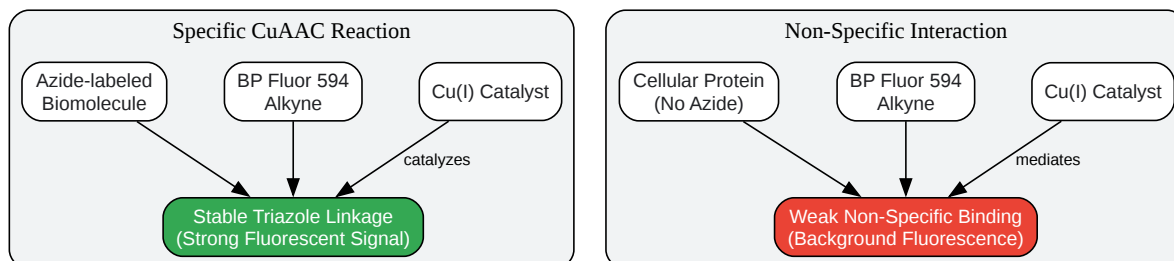 Specific CuAAC Reaction
Azide-labeled
Biomolecule
BP Fluor 594
Alkyne
Cu(I) Catalyst
catalyzes
Stable Triazole Linkage
(Strong Fluorescent Signal)
Non-Specific Interaction
Cellular Protein
(No Azide)
BP Fluor 594
Alkyne
Cu(I) Catalyst
mediates
Weak Non-Specific Binding
(Background Fluorescence)